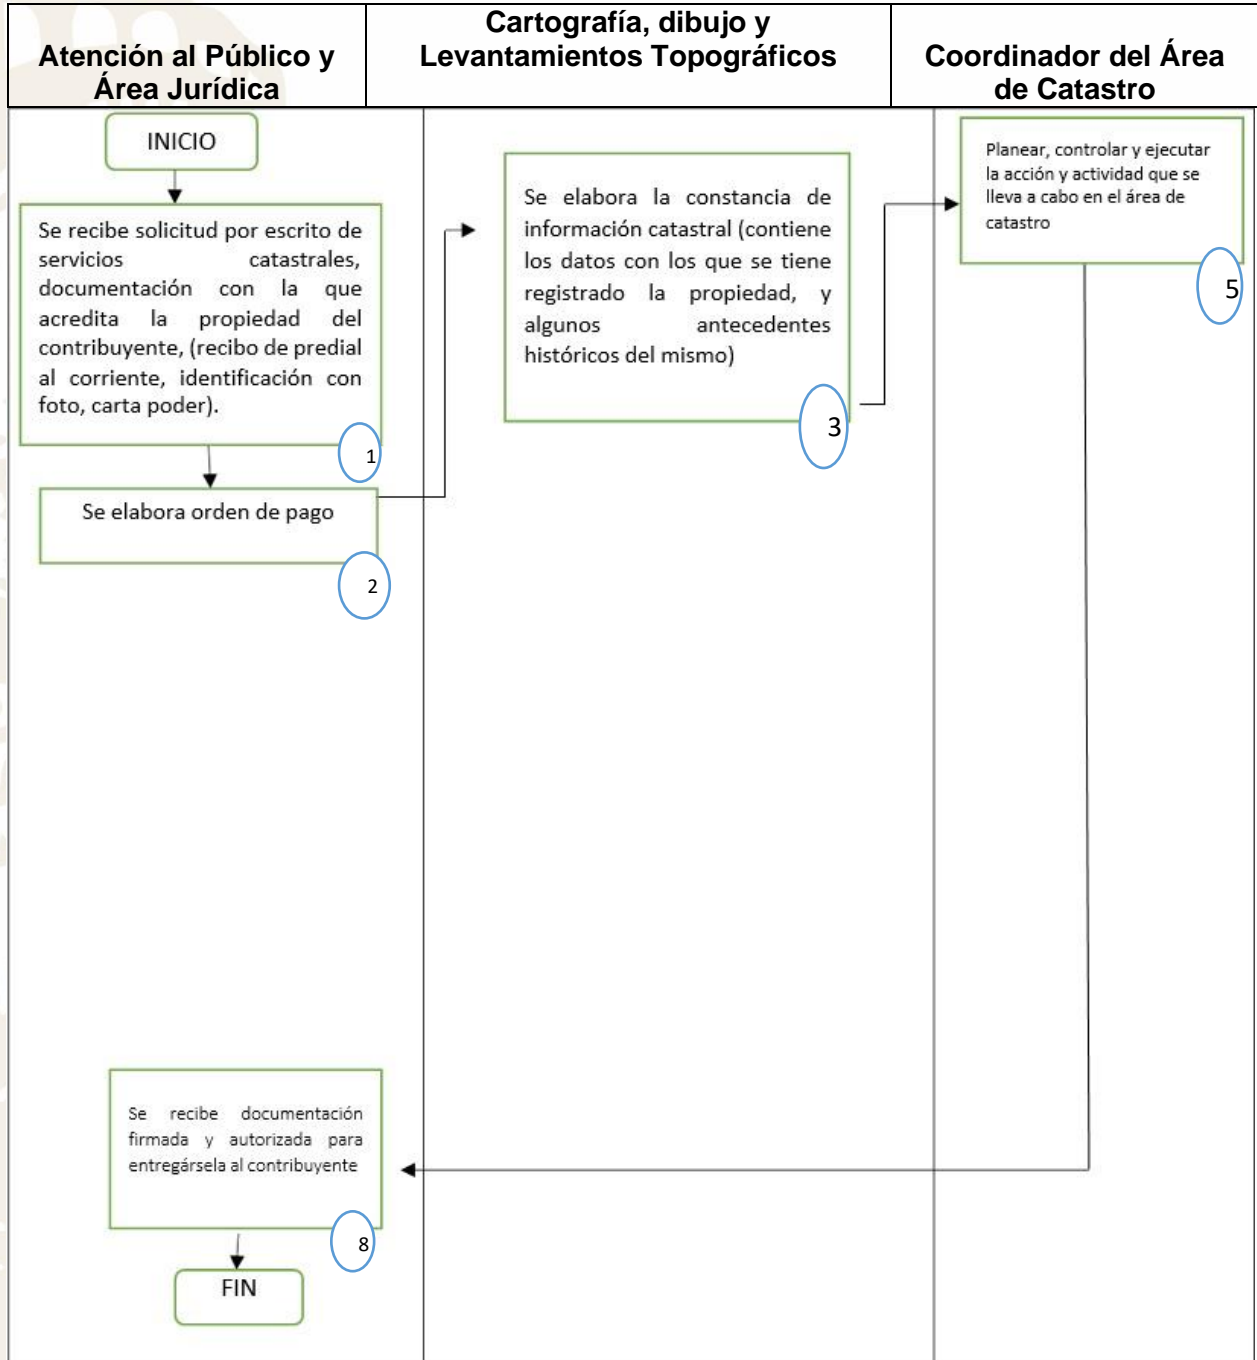 Atención al Público y
Área Jurídica
Cartografía, dibujo y
Levantamientos Topográficos
Coordinador del Área
de Catastro
INICIO
Se recibe solicitud por escrito de
servicios catastrales,
documentación con la que
acredita la propiedad del
contribuyente, (recibo de predial
al corriente, identificación con
foto, carta poder).
1
Se elabora orden de pago
2
Se elabora la constancia de
información catastral (contiene
los datos con los que se tiene
registrado la propiedad, y
algunos antecedentes
históricos del mismo)
3
Planear, controlar y ejecutar
la acción y actividad que se
lleva a cabo en el área de
catastro
5
Se recibe documentación
firmada y autorizada para
entregársela al contribuyente
8
FIN